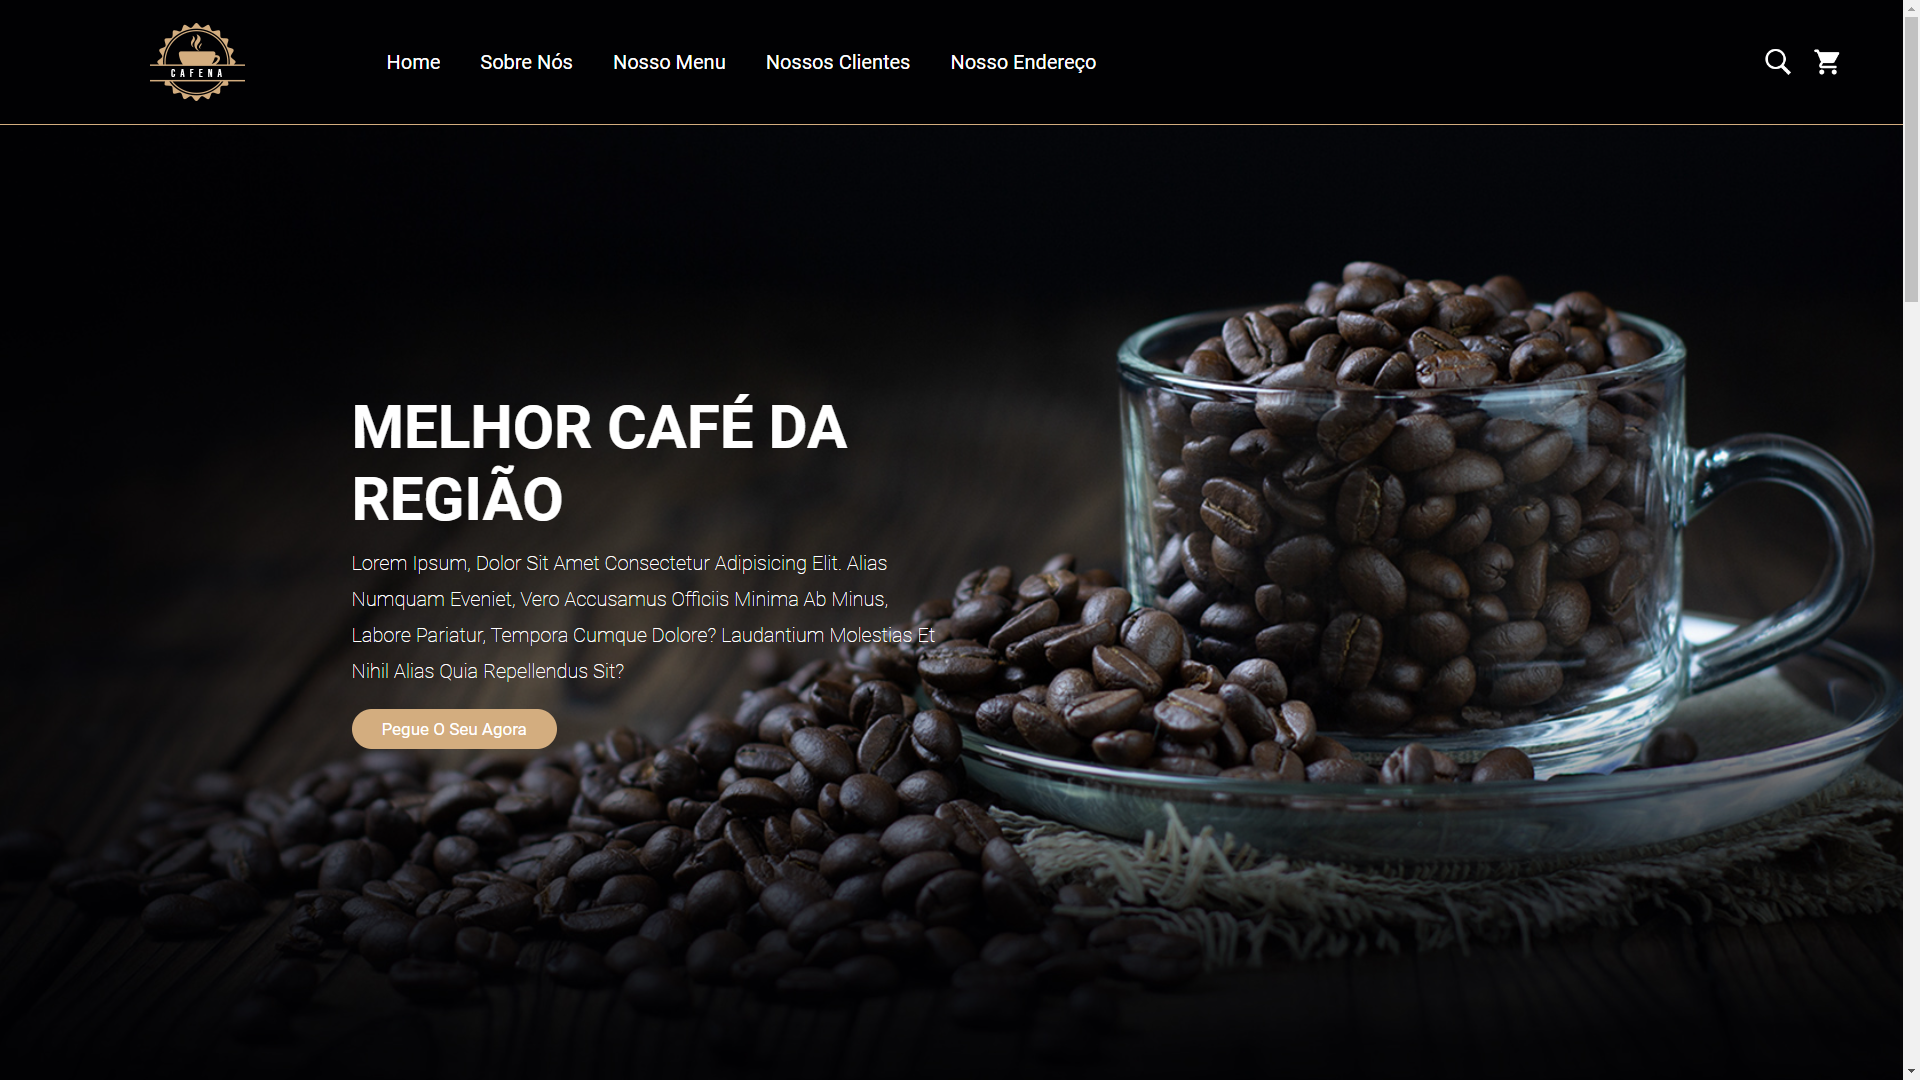 CAFENA
Home
Sobre Nós
Nosso Menu
Nossos Clientes
Nosso Endereço
MELHOR CAFÉ DA
REGIÃO
Lorem Ipsum, Dolor Sit Amet Consectetur Adipisicing Elit. Alias
Numquam Eveniet, Vero Accusamus Officiis Minima Ab Minus,
Labore Pariatur, Tempora Cumque Dolore? Laudantium Molestias Et
Nihil Alias Quia Repellendus Sit?
Pegue O Seu Agora